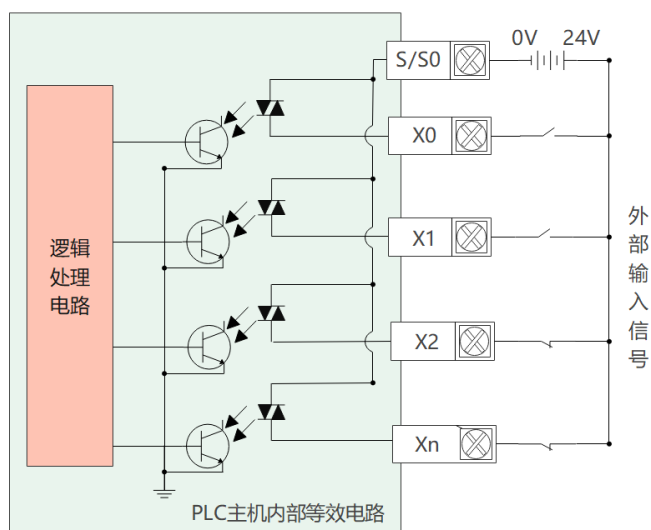 0V 24V
S/S0
X0
X1
X2
Xn
逻辑
处理
电路
外
部
输
入
信
号
PLC主机内部等效电路